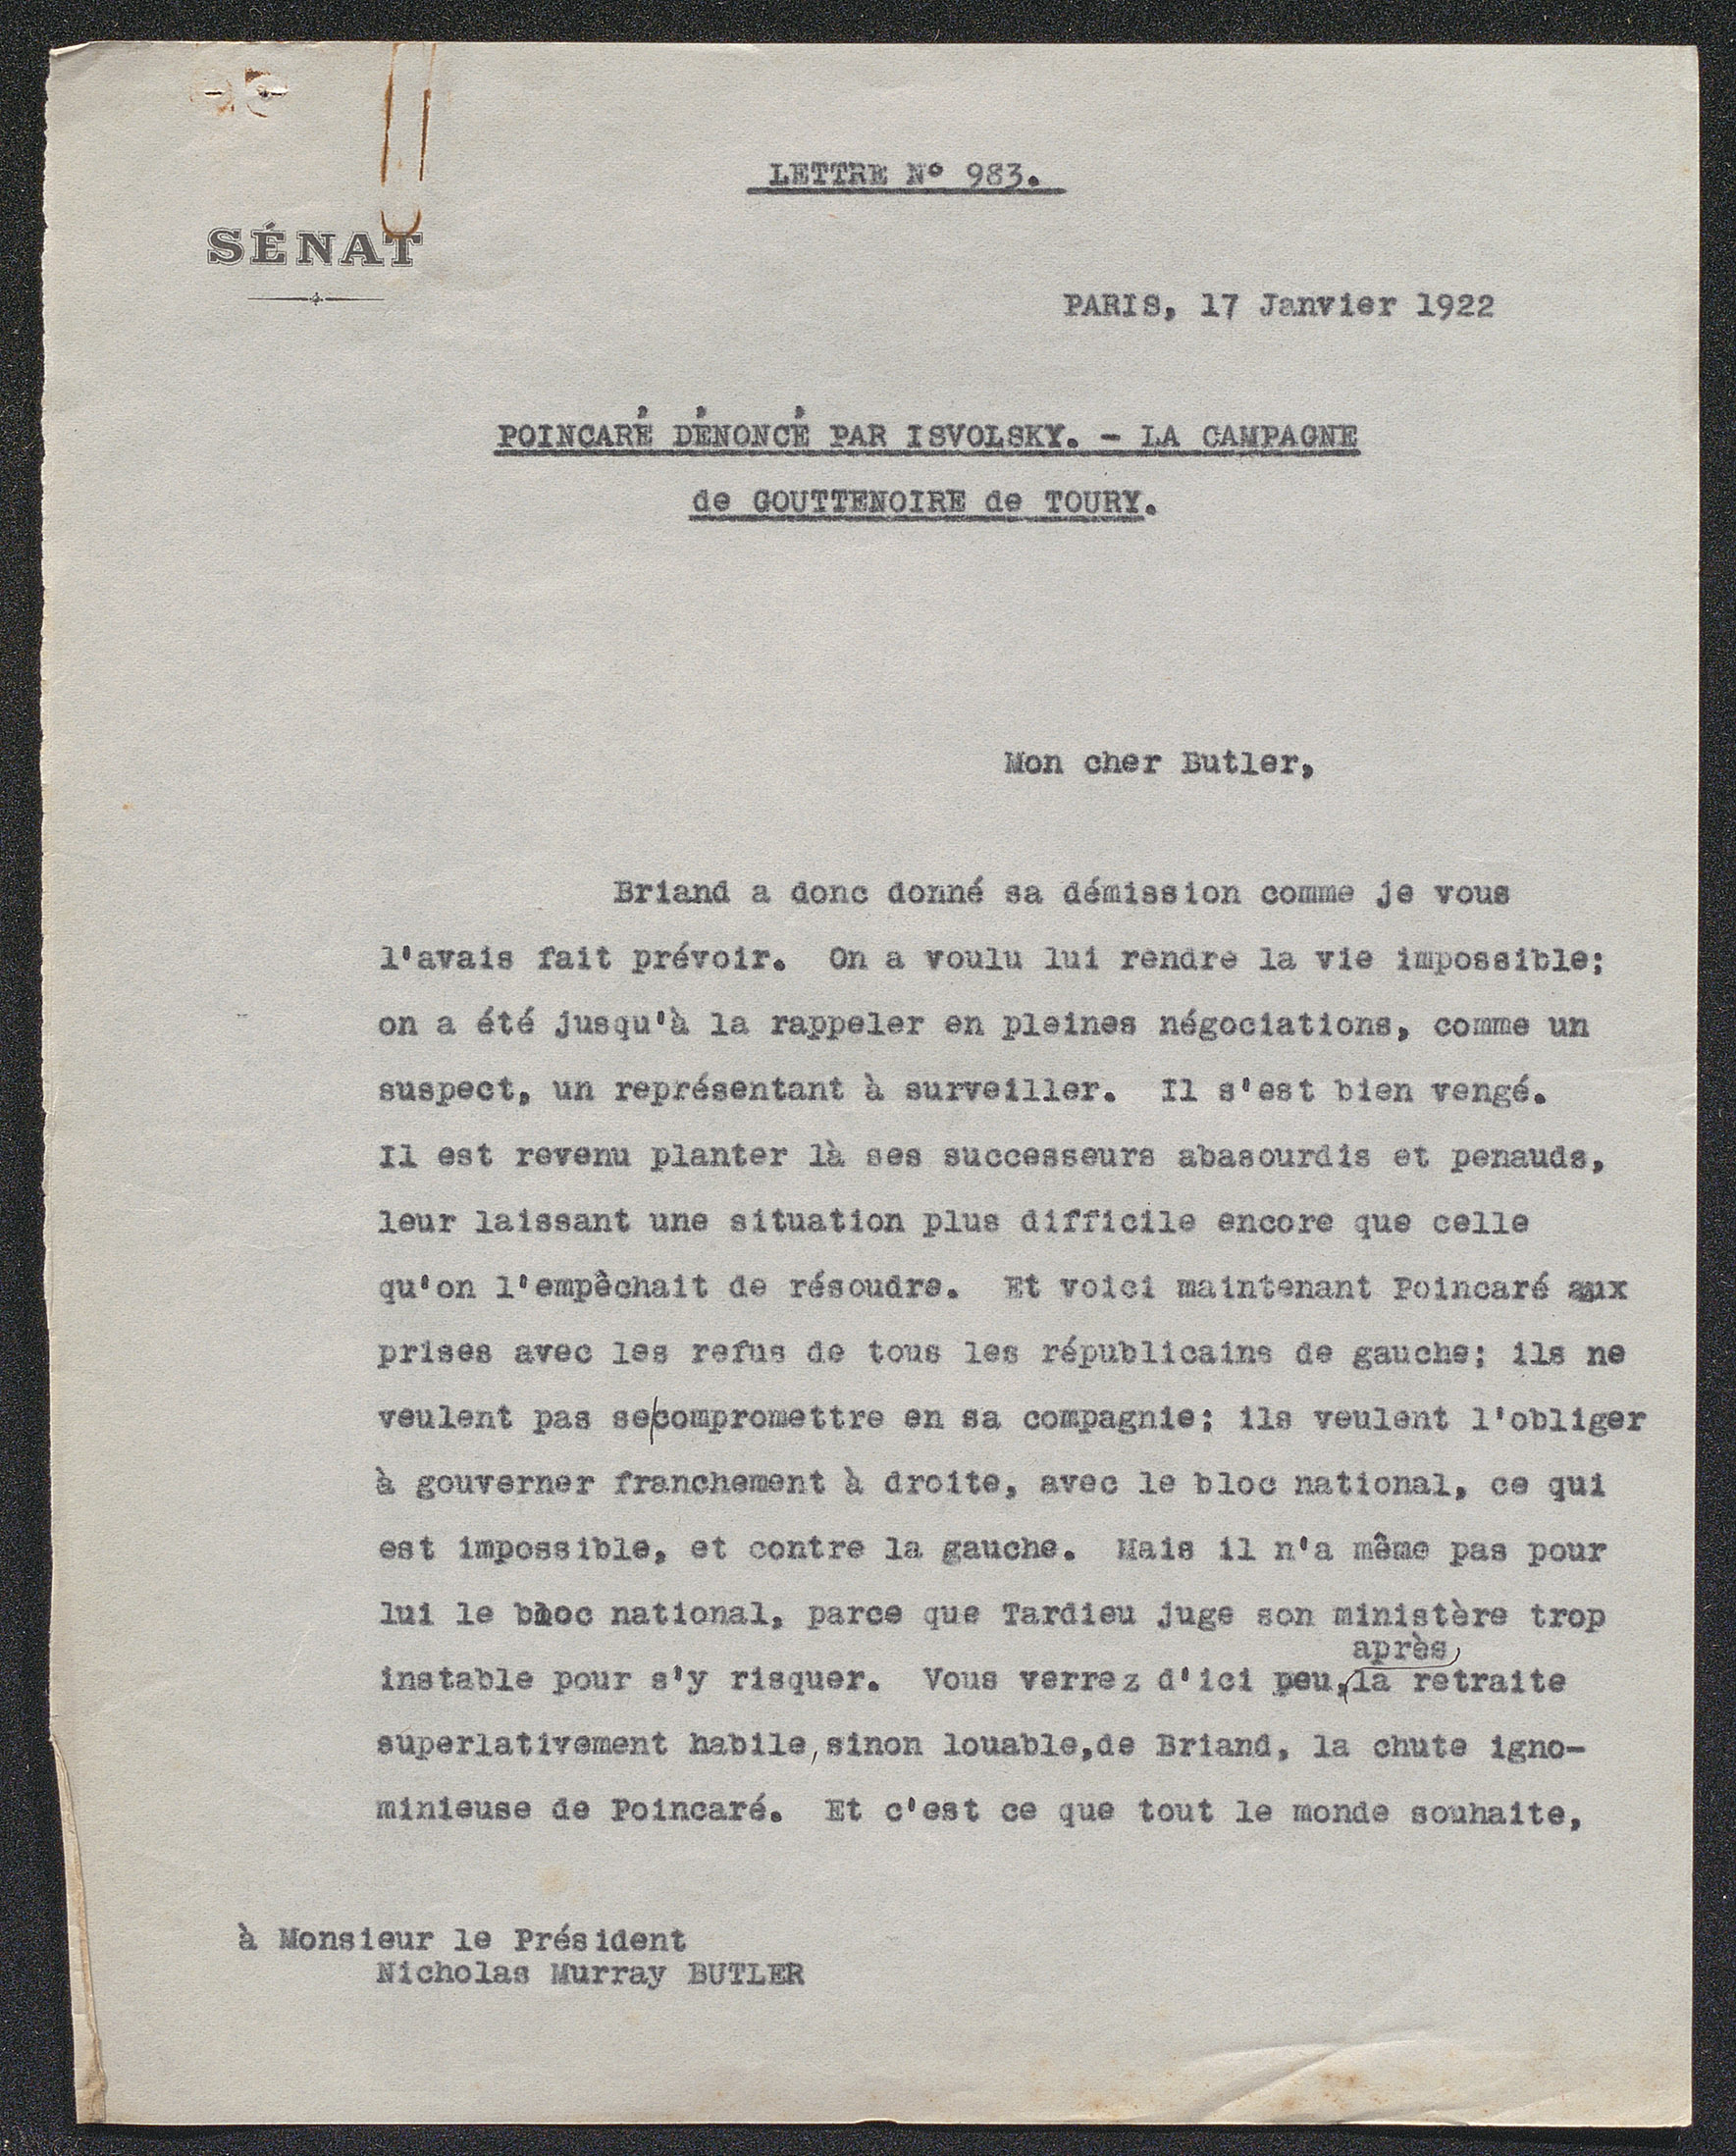 LETTRE N° 983.
SÉNAT
PARIS, 17 Janvier 1922
POINCARÉ DÉNONCÉ PAR ISVOLSKY. - LA CAMPAGNE
de GOUTTENOIRE de TOURY.
Mon cher Butler,
Briand a donc donné sa démission comme je vous
l'avais fait prévoir. On a voulu lui rendre la vie impossible;
on a été jusqu'à la rappeler en pleines négociations, comme un
suspect, un représentant à surveiller. Il s'est bien vengé.
Il est revenu planter là ses successeurs abasourdis et penauds,
leur laissant une situation plus difficile encore que celle
qu'on l'empêchait de résoudre. Et voici maintenant Poincaré aux
prises avec les refus de tous les républicains de gauche; ils ne
veulent pas se|compromettre en sa compagnie; ils veulent l'obliger
à gouverner franchement à droite, avec le bloc national, ce qui
est impossible, et contre la gauche. Mais il n'a même pas pour
lui le bloc national, parce que Tardieu juge son ministère trop
après
instable pour s'y risquer. Vous verrez d'ici peu, la retraite
superlativement habile, sinon louable, de Briand, la chute igno-
minieuse de Poincaré. Et c'est ce que tout le monde souhaite,
à Monsieur le Président
Nicholas Murray BUTLER